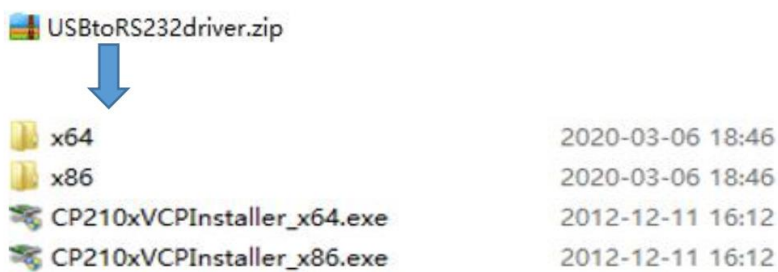 USBtoRS232driver.zip
x64 2020-03-06 18:46
x86 2020-03-06 18:46
CP210xVCPInstaller_x64.exe 2012-12-11 16:12
CP210xVCPInstaller_x86.exe 2012-12-11 16:12